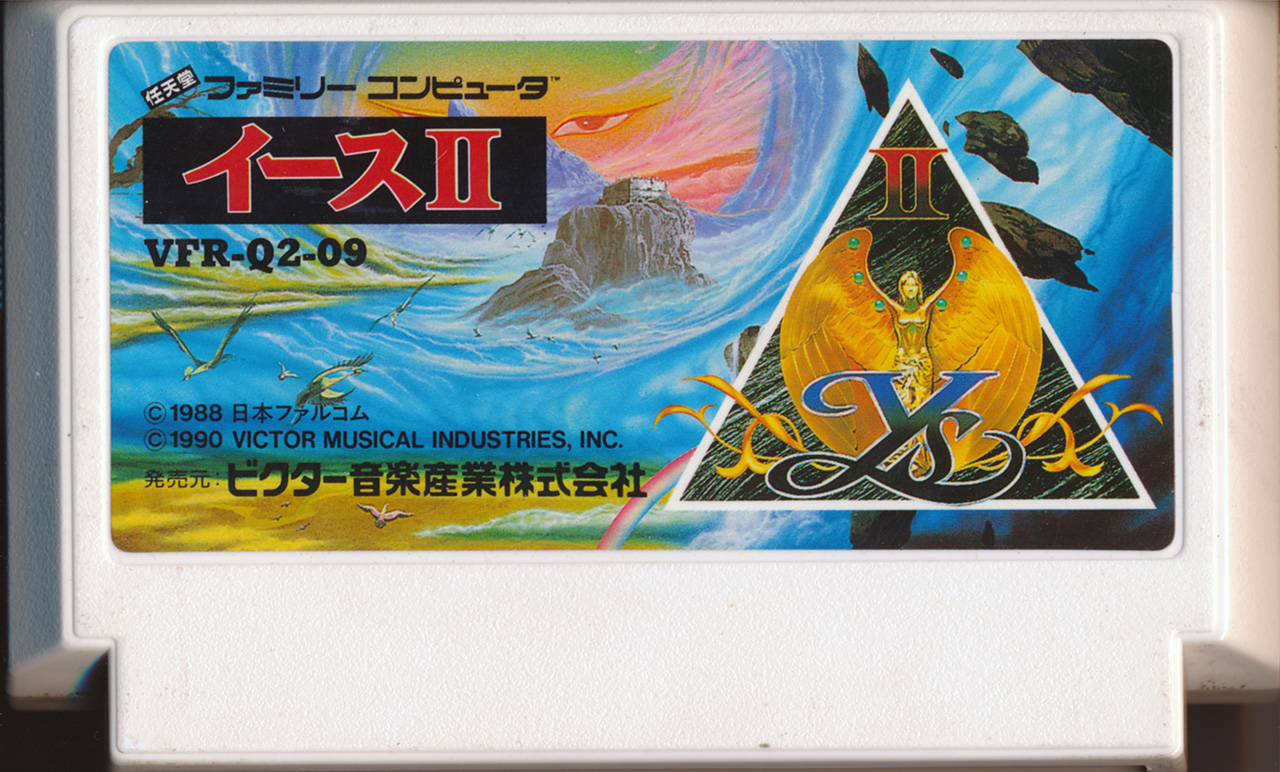 任天堂 ファミリー コンピュータ™
イースII
VFR-Q2-09
© 1988 日本ファルコム
© 1990 VICTOR MUSICAL INDUSTRIES, INC.
発売元: ビクター音楽産業株式会社
II
Ys